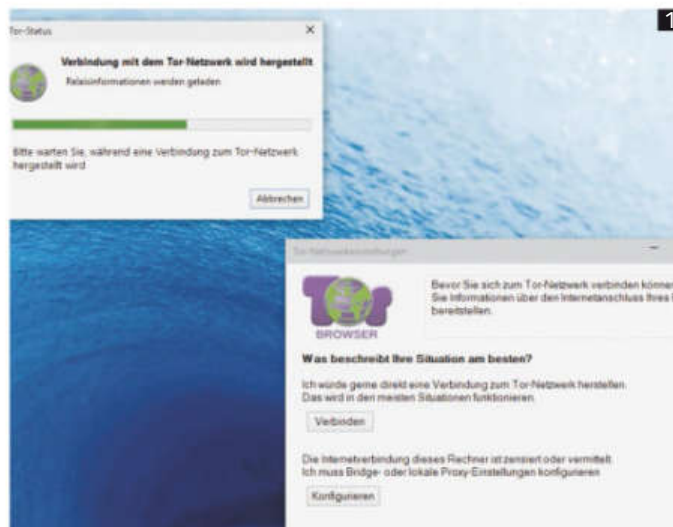 1
Tor-Status
Verbindung mit dem Tor-Netzwerk wird hergestellt
Relaisinformationen werden geladen
Bitte warten Sie, während eine Verbindung zum Tor-Netzwerk
hergestellt wird
Abbrechen
Tor-Netzwerkeinstellungen
Tor
BROWSER
Bevor Sie sich zum Tor-Netzwerk verbinden könne
Sie Informationen über den Internetanschluss Ihres
bereitstellen.
Was beschreibt Ihre Situation am besten?
Ich würde gerne direkt eine Verbindung zum Tor-Netzwerk herstellen.
Das wird in den meisten Situationen funktionieren.
Verbinden
Die Internetverbindung dieses Rechner ist zensiert oder vermittelt.
Ich muss Bridge- oder lokale Proxy-Einstellungen konfigurieren
Konfigurieren